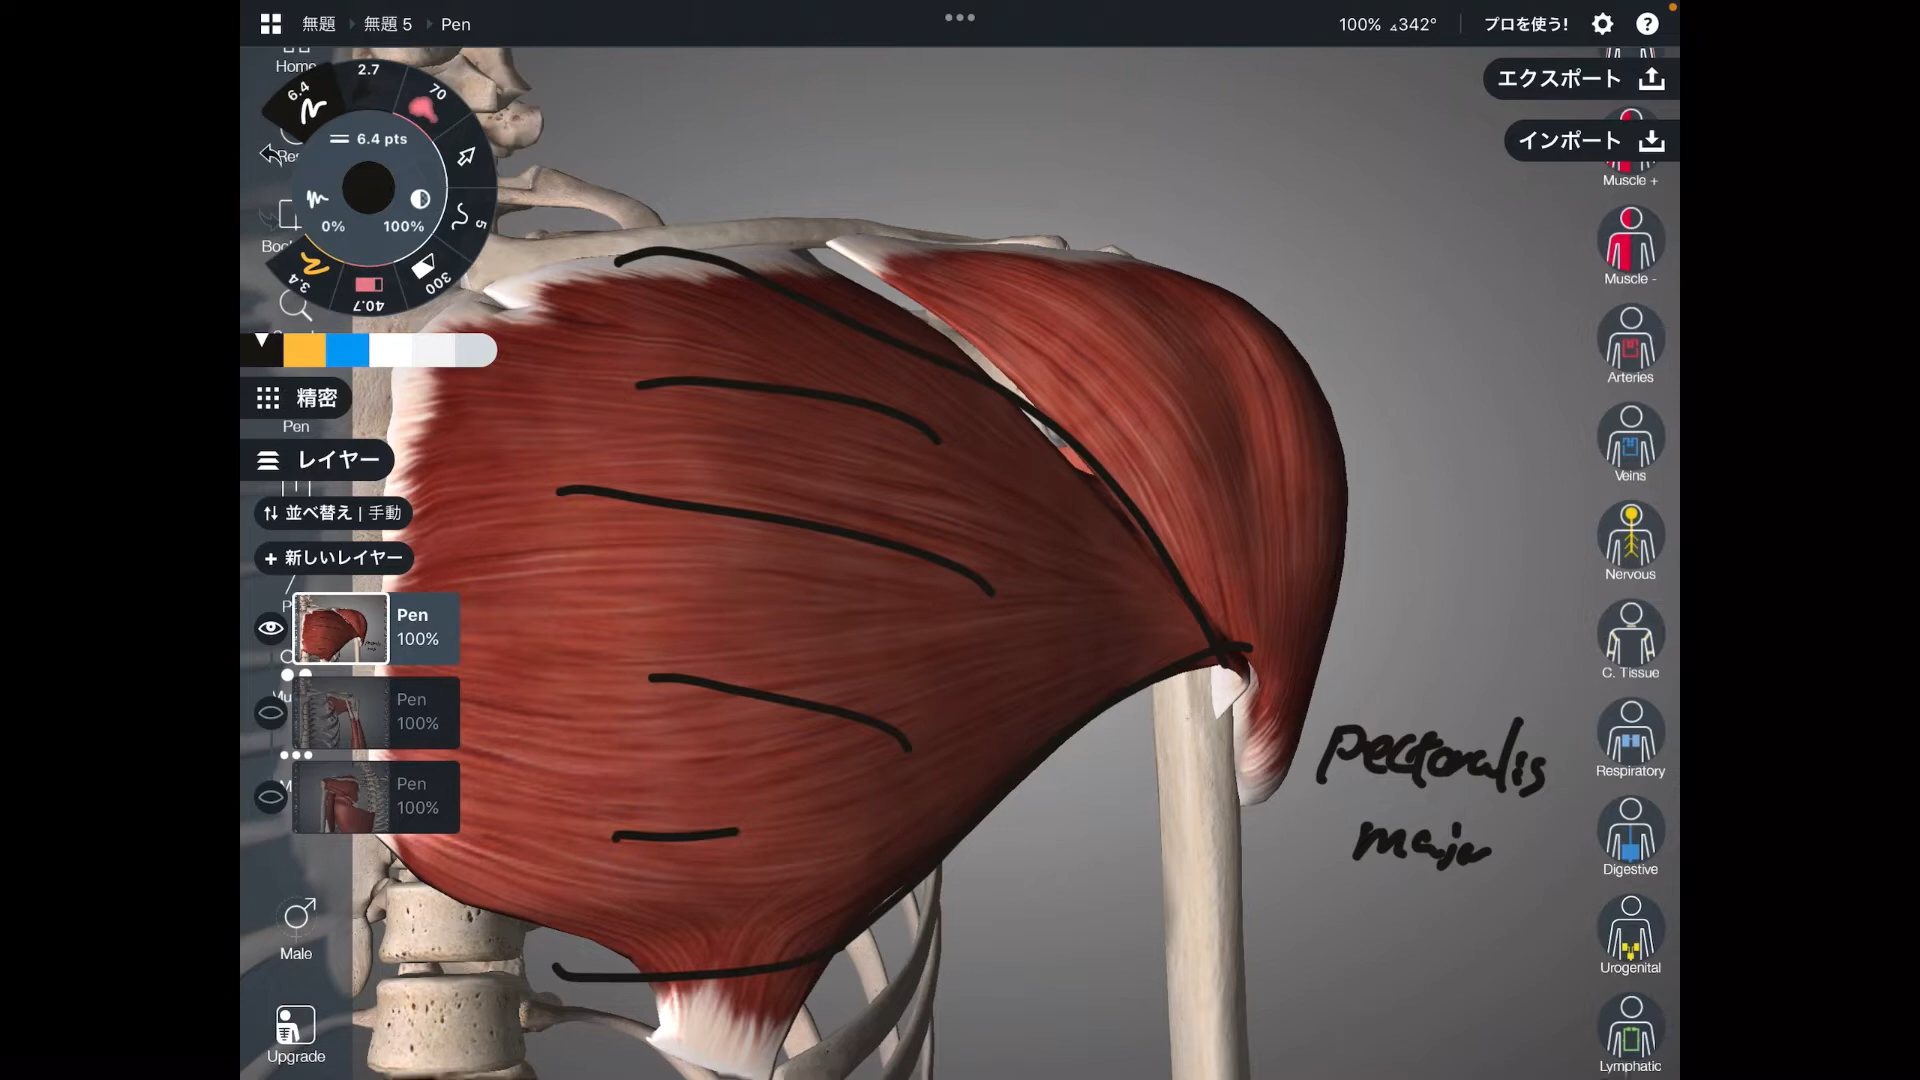 無題 無題 5 Pen
100% 342° プロを使う!
エクスポート
インポート
Home
2.7
6.4
70
6.4 pts
0% 100%
5
3.4
40.7
300
精密
Pen
レイヤー
並べ替え | 手動
新しいレイヤー
Pen
100%
Pen
100%
Pen
100%
Male
Upgrade
Muscle +
Muscle -
Arteries
Veins
Nervous
C. Tissue
Respiratory
Digestive
Urogenital
Lymphatic
pectoralis
major